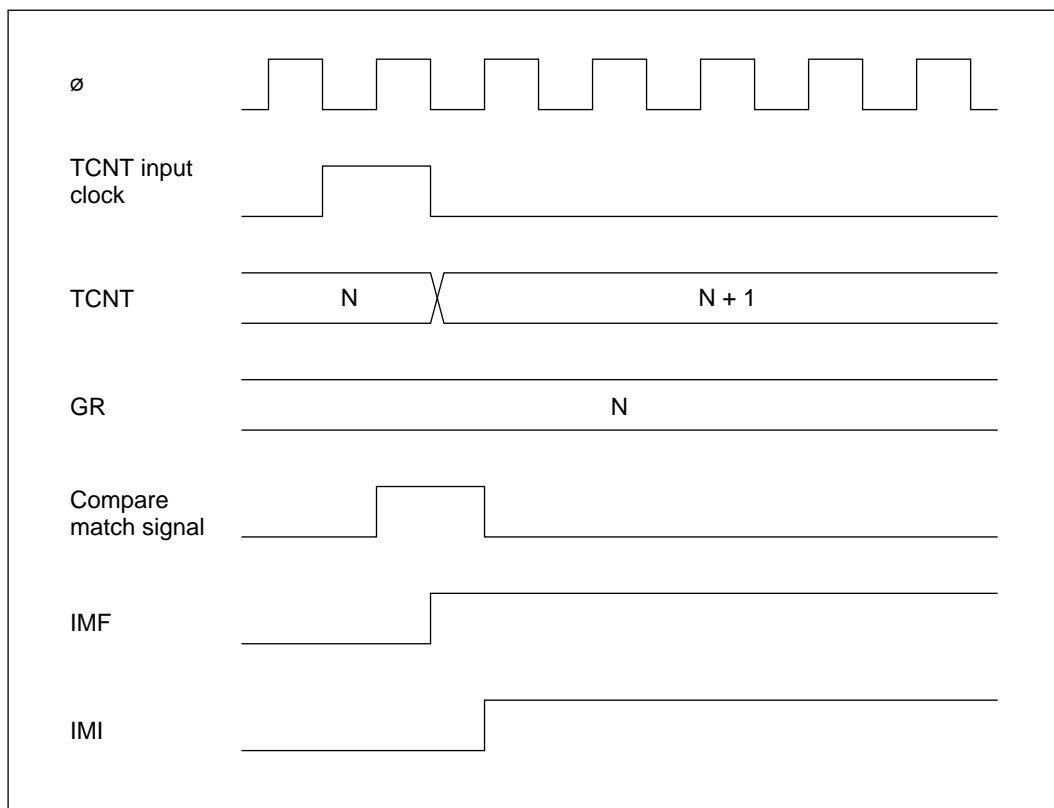 ø
TCNT input
clock
TCNT
N
N + 1
GR
N
Compare
match signal
IMF
IMI